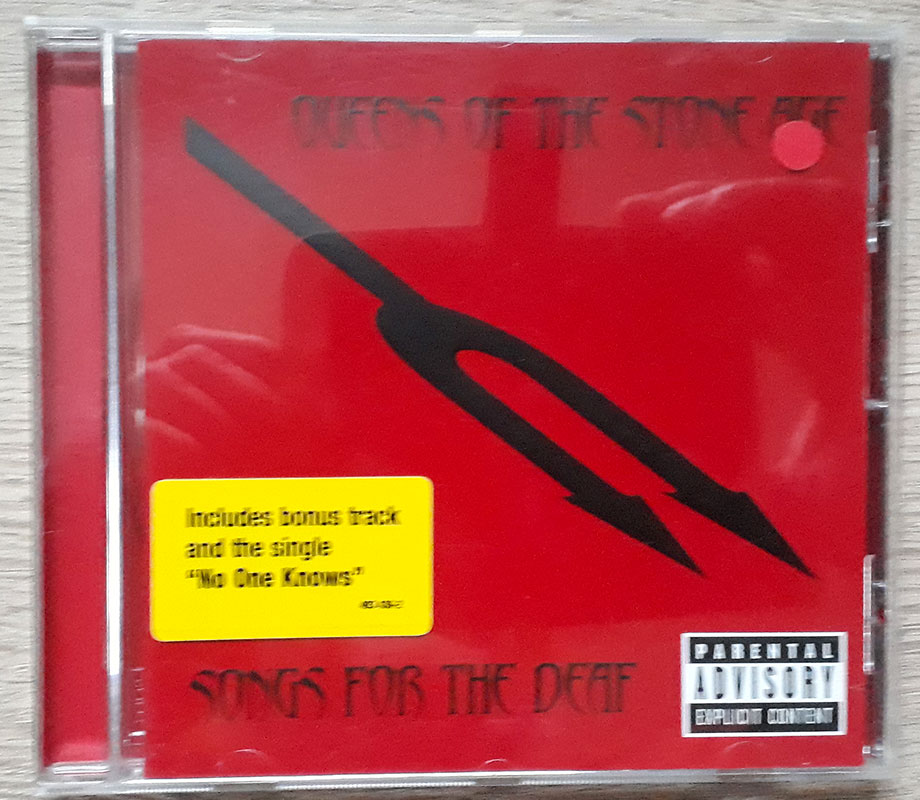 QUEENS OF THE STONE AGE
Includes bonus track
and the single
"No One Knows"
SONGS FOR THE DEAF
PARENTAL
ADVISORY
EXPLICIT CONTENT